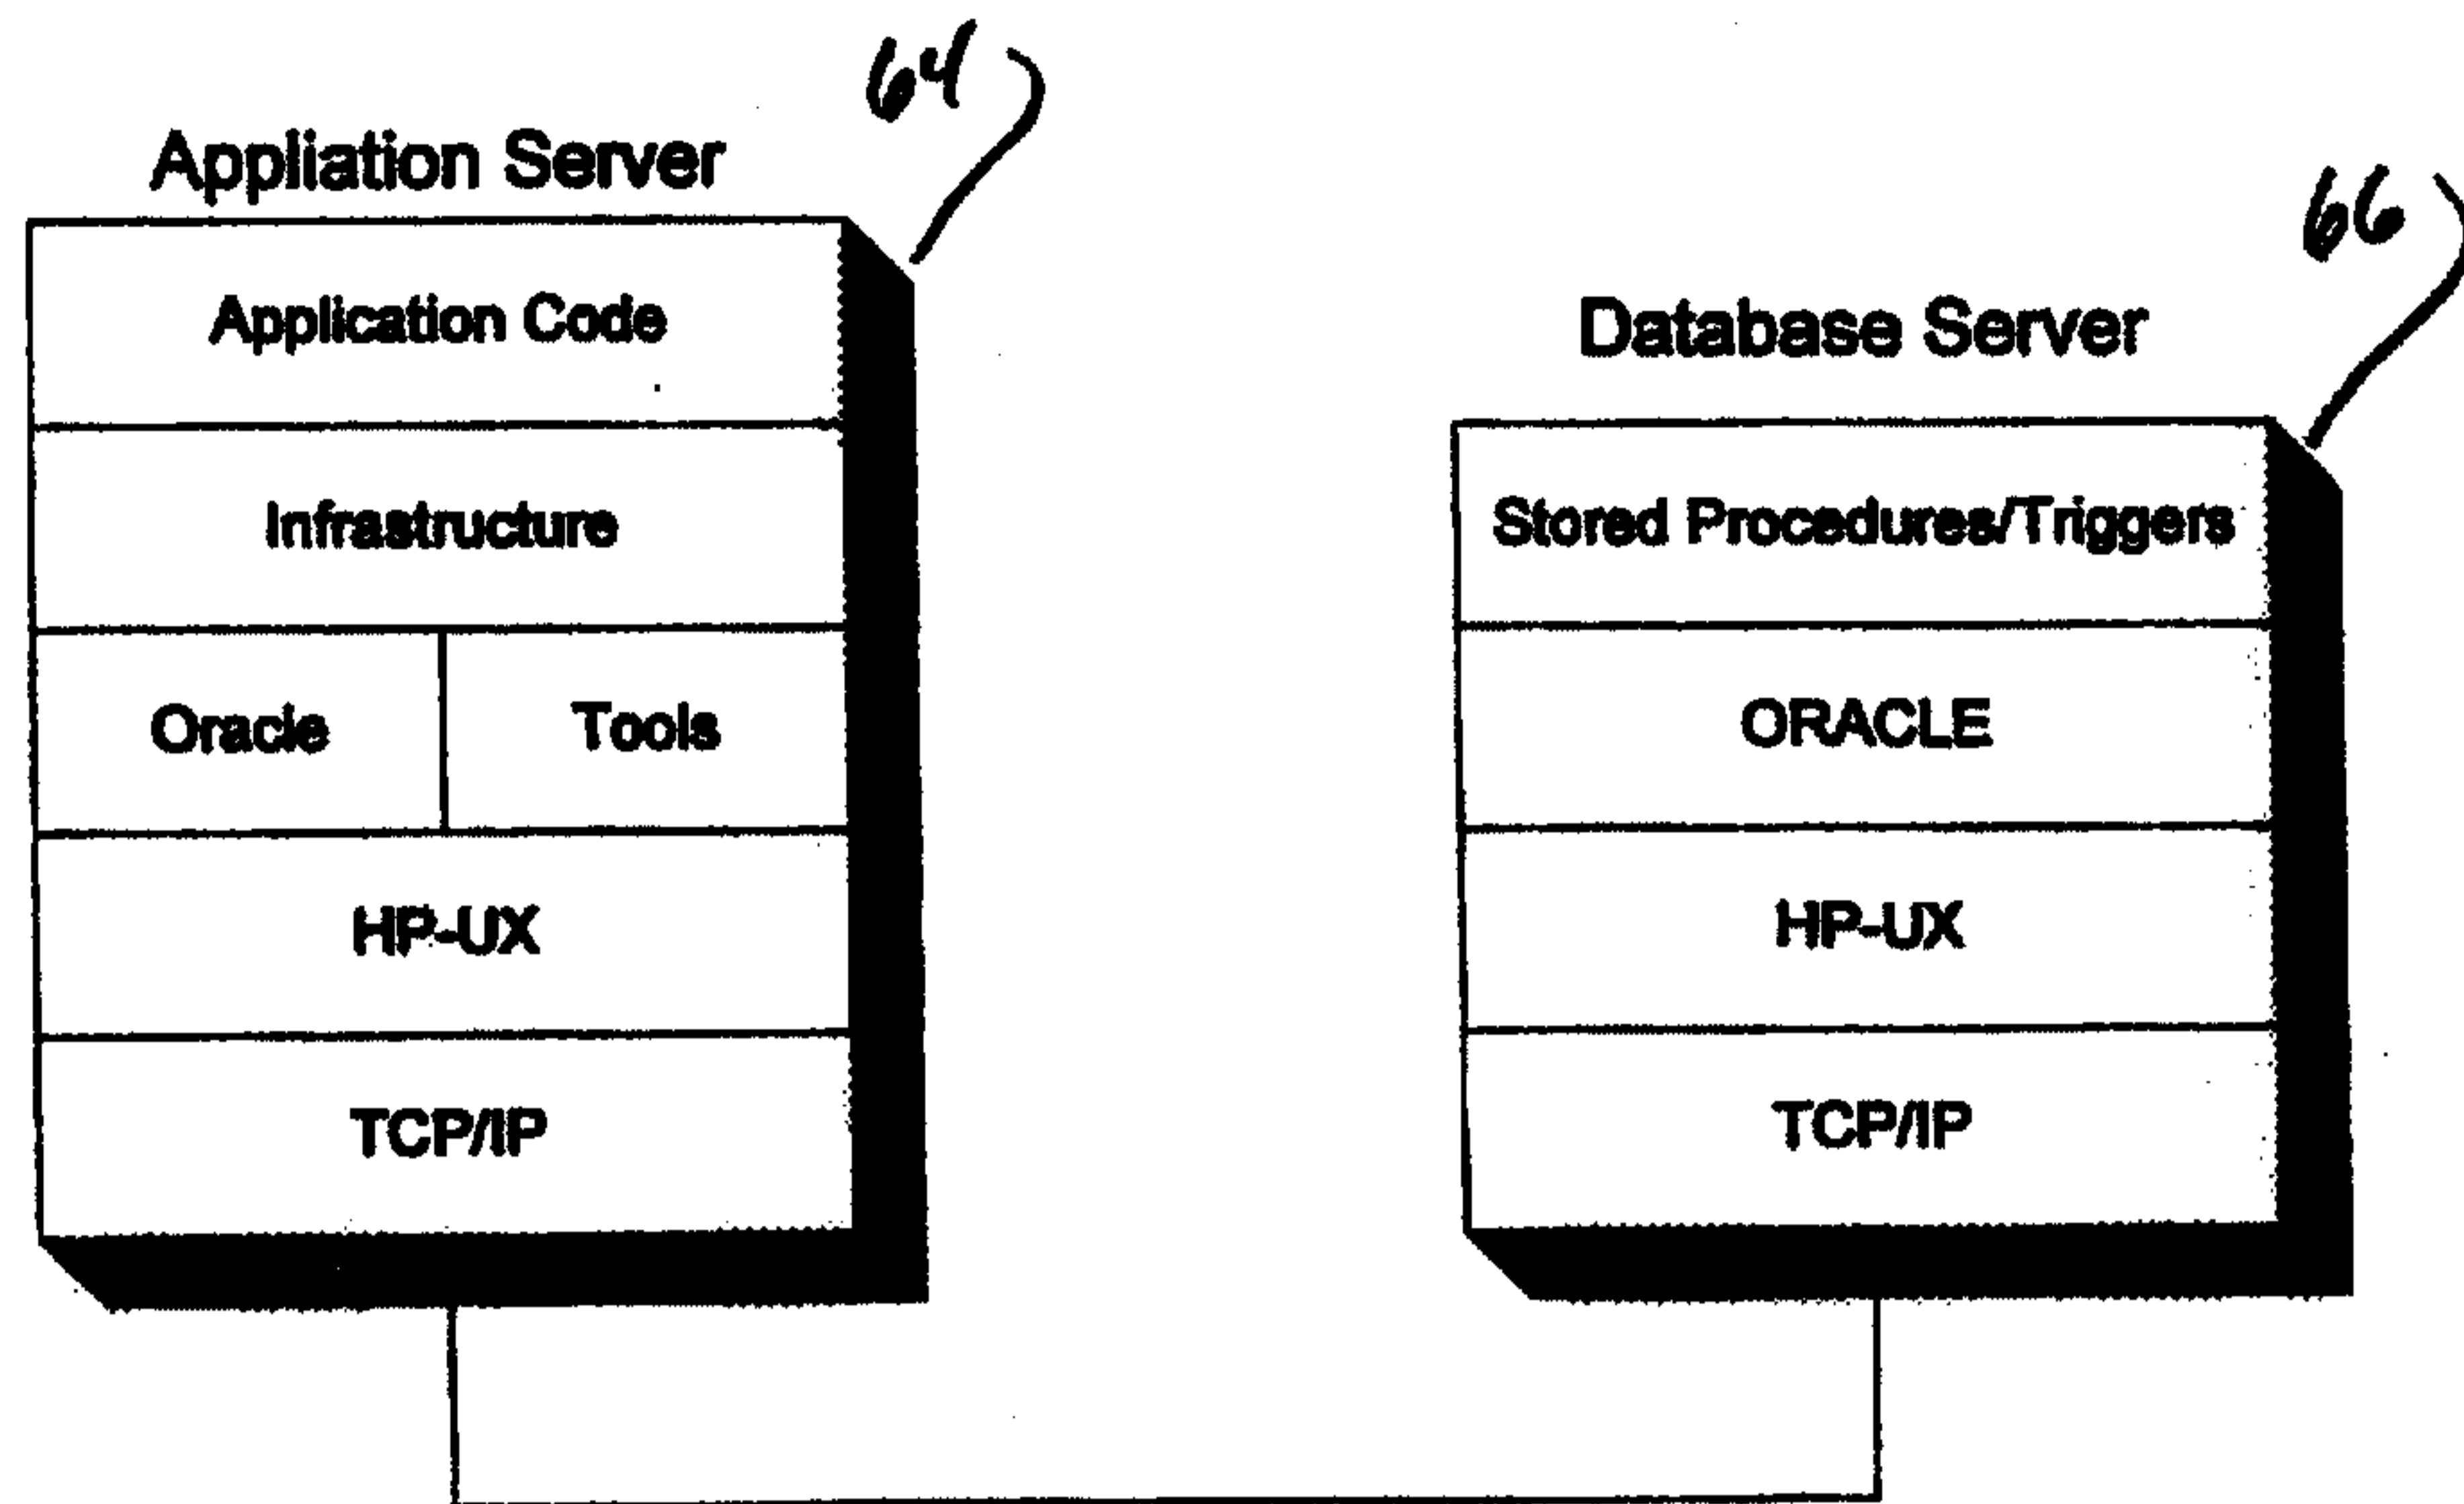 64
Appliation Server
Application Code
Infrastructure
Oracle
Tools
HP-UX
TCP/IP
66
Database Server
Stored Procedures/Triggers
ORACLE
HP-UX
TCP/IP